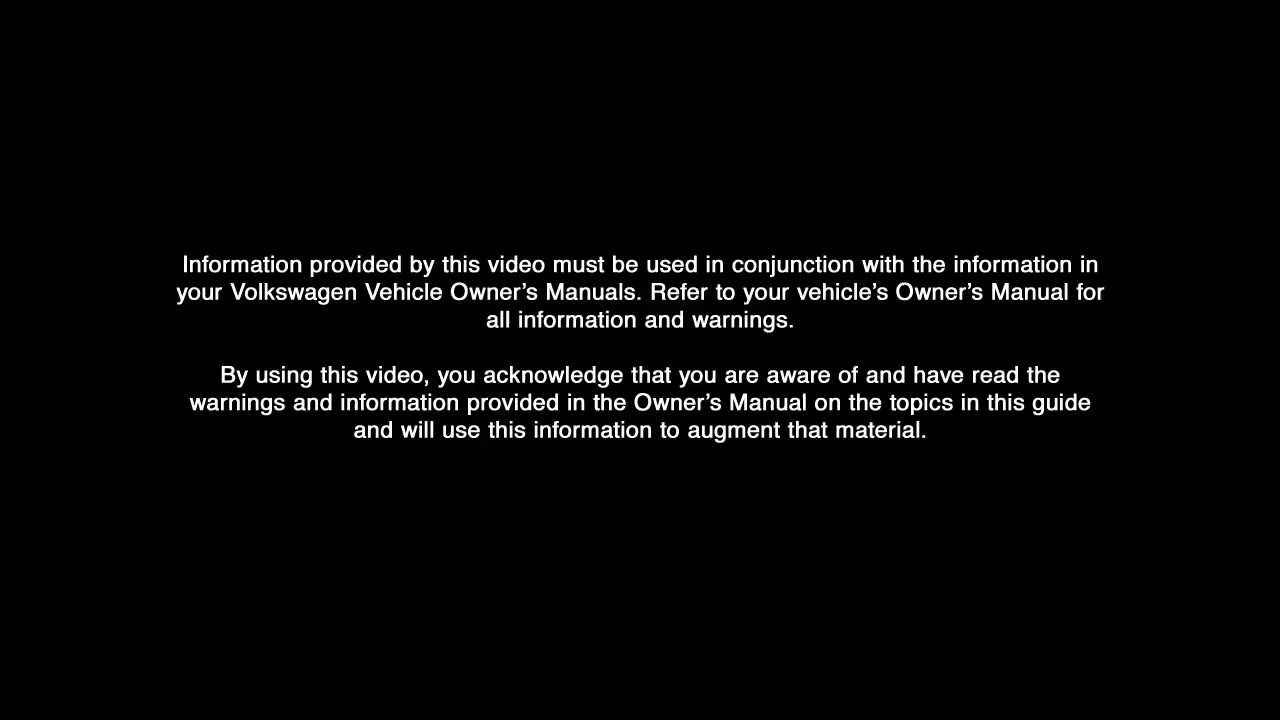 Information provided by this video must be used in conjunction with the information in
your Volkswagen Vehicle Owner’s Manuals. Refer to your vehicle’s Owner’s Manual for
all information and warnings.
By using this video, you acknowledge that you are aware of and have read the
warnings and information provided in the Owner’s Manual on the topics in this guide
and will use this information to augment that material.